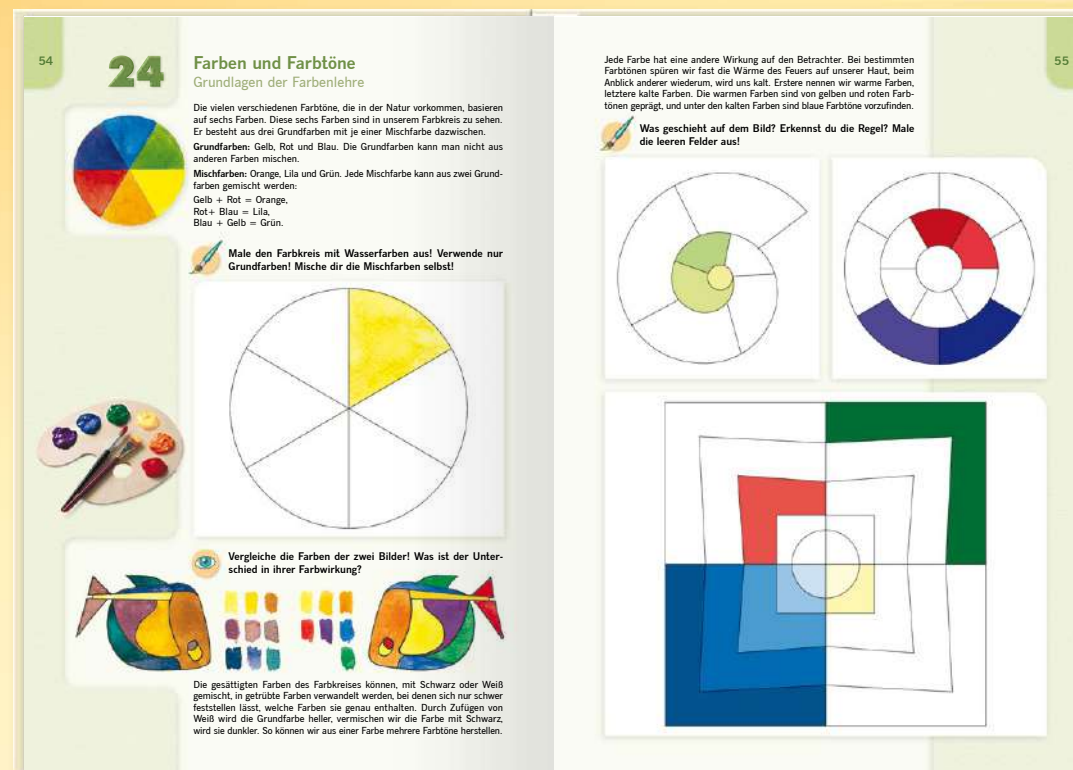 54
24
Farben und Farbtöne
Grundlagen der Farbenlehre
Die vielen verschiedenen Farbtöne, die in der Natur vorkommen, basieren
auf sechs Farben. Diese sechs Farben sind in unserem Farbkreis zu sehen.
Er besteht aus drei Grundfarben mit je einer Mischfarbe dazwischen.
Grundfarben: Gelb, Rot und Blau. Die Grundfarben kann man nicht aus
anderen Farben mischen.
Mischfarben: Orange, Lila und Grün. Jede Mischfarbe kann aus zwei Grund-
farben gemischt werden:
Gelb + Rot = Orange,
Rot+ Blau = Lila,
Blau + Gelb = Grün.
Male den Farbkreis mit Wasserfarben aus! Verwende nur
Grundfarben! Mische dir die Mischfarben selbst!
Vergleiche die Farben der zwei Bilder! Was ist der Unter-
schied in ihrer Farbwirkung?
Die gesättigten Farben des Farbkreises können, mit Schwarz oder Weiß
gemischt, in getrübte Farben verwandelt werden, bei denen sich nur schwer
feststellen lässt, welche Farben sie genau enthalten. Durch Zufügen von
Weiß wird die Grundfarbe heller, vermischen wir die Farbe mit Schwarz,
wird sie dunkler. So können wir aus einer Farbe mehrere Farbtöne herstellen.
Jede Farbe hat eine andere Wirkung auf den Betrachter. Bei bestimmten
Farbtönen spüren wir fast die Wärme des Feuers auf unserer Haut, beim
Anblick anderer wiederum, wird uns kalt. Erstere nennen wir warme Farben,
letztere kalte Farben. Die warmen Farben sind von gelben und roten Farb-
tönen geprägt, und unter den kalten Farben sind blaue Farbtöne vorzufinden.
55
Was geschieht auf dem Bild? Erkennst du die Regel? Male
die leeren Felder aus!